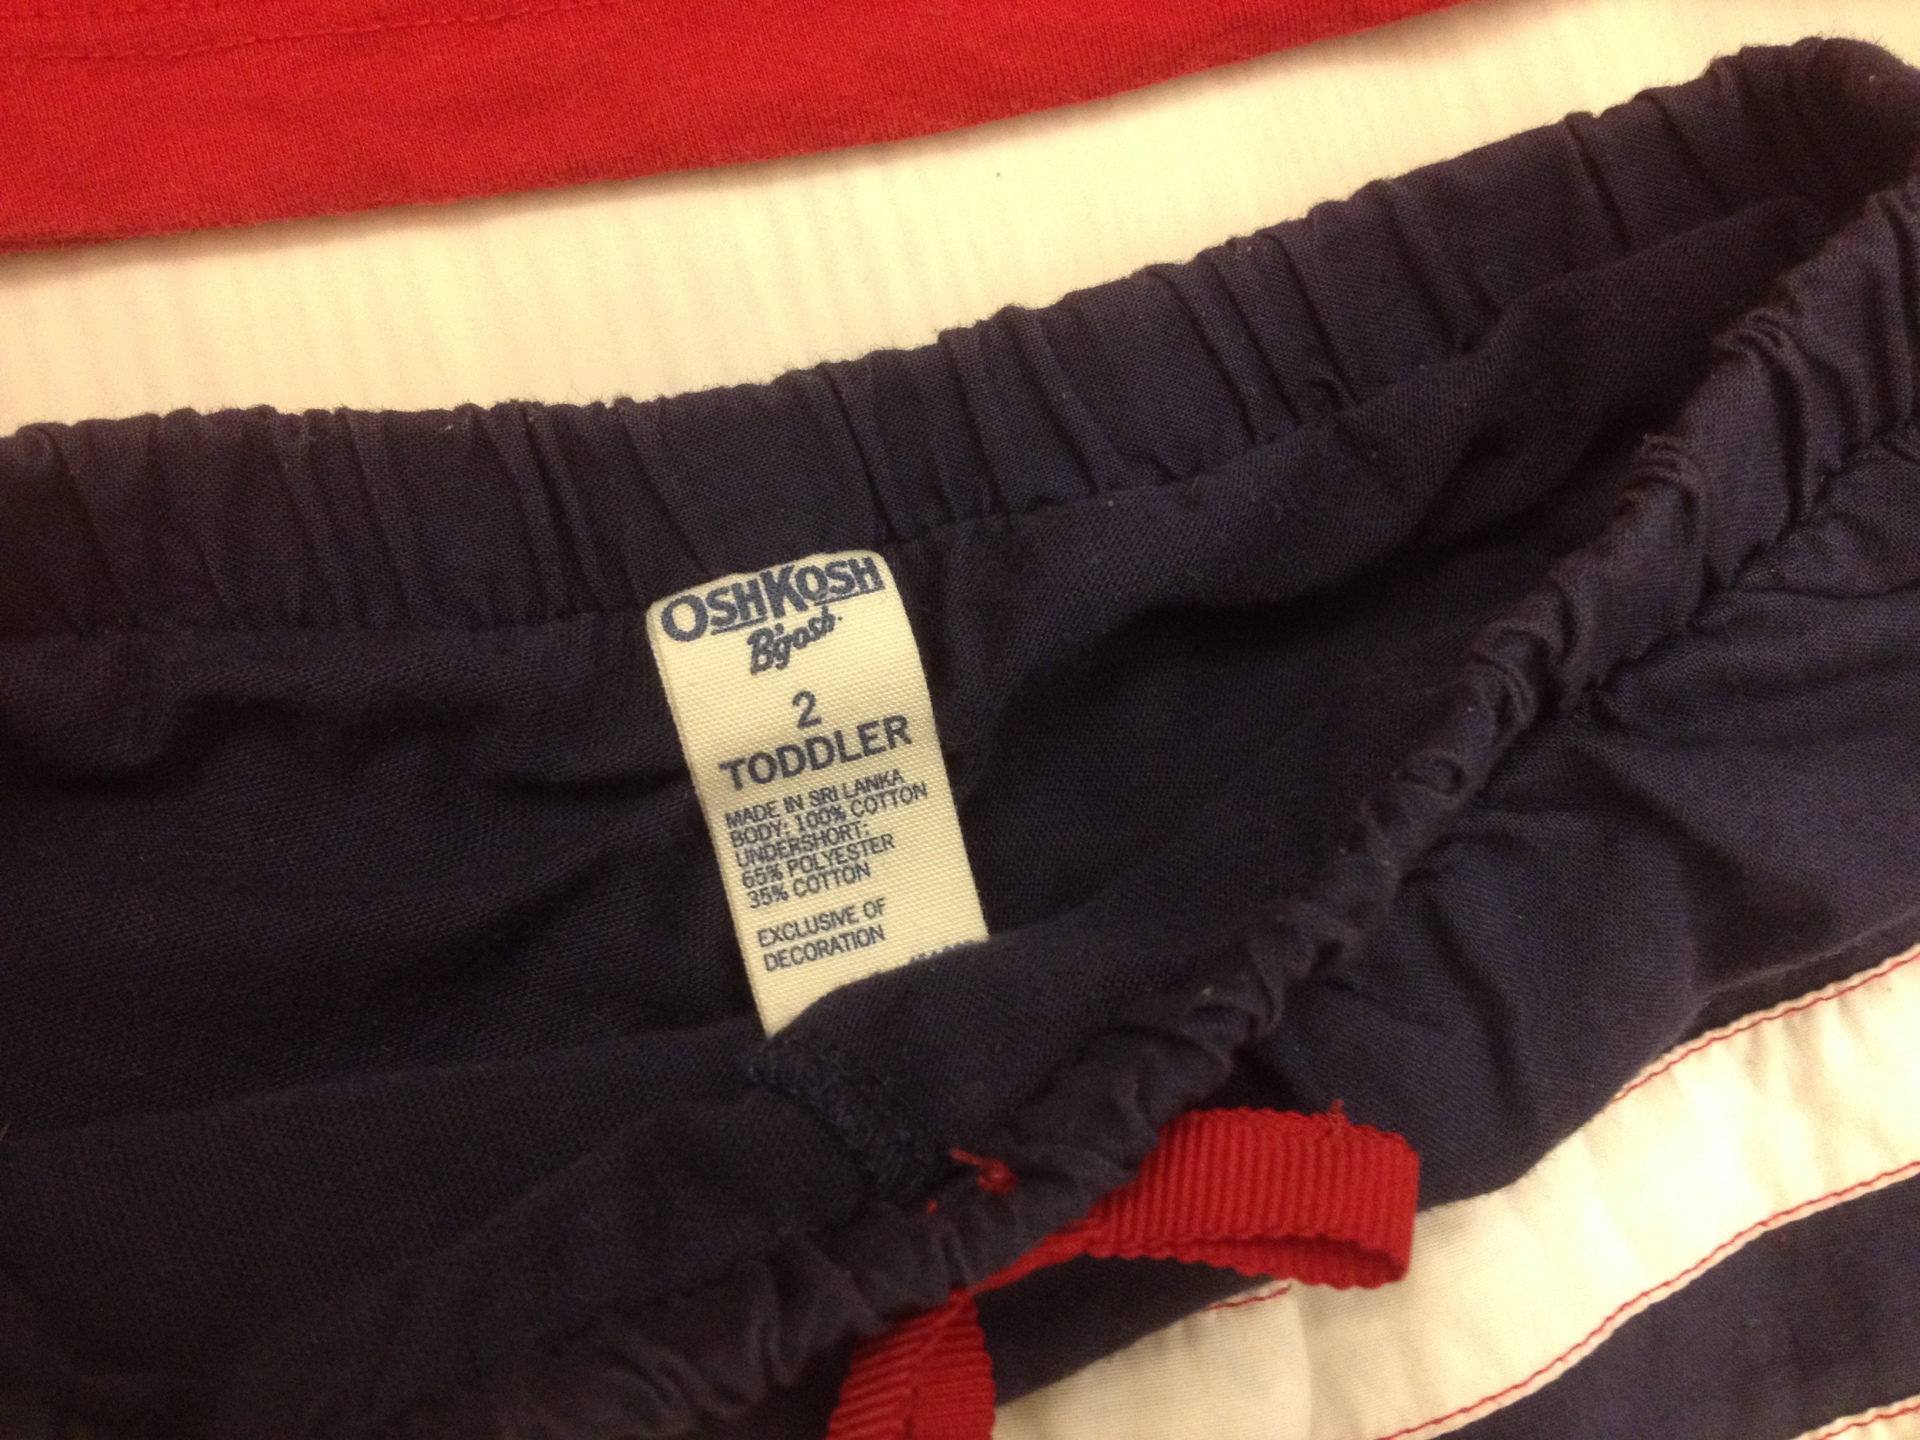 OSHKOSH
B'gosh
2
TODDLER
MADE IN SRI LANKA
BODY: 100% COTTON
UNDERSHORT:
65% POLYESTER
35% COTTON
EXCLUSIVE OF
DECORATION